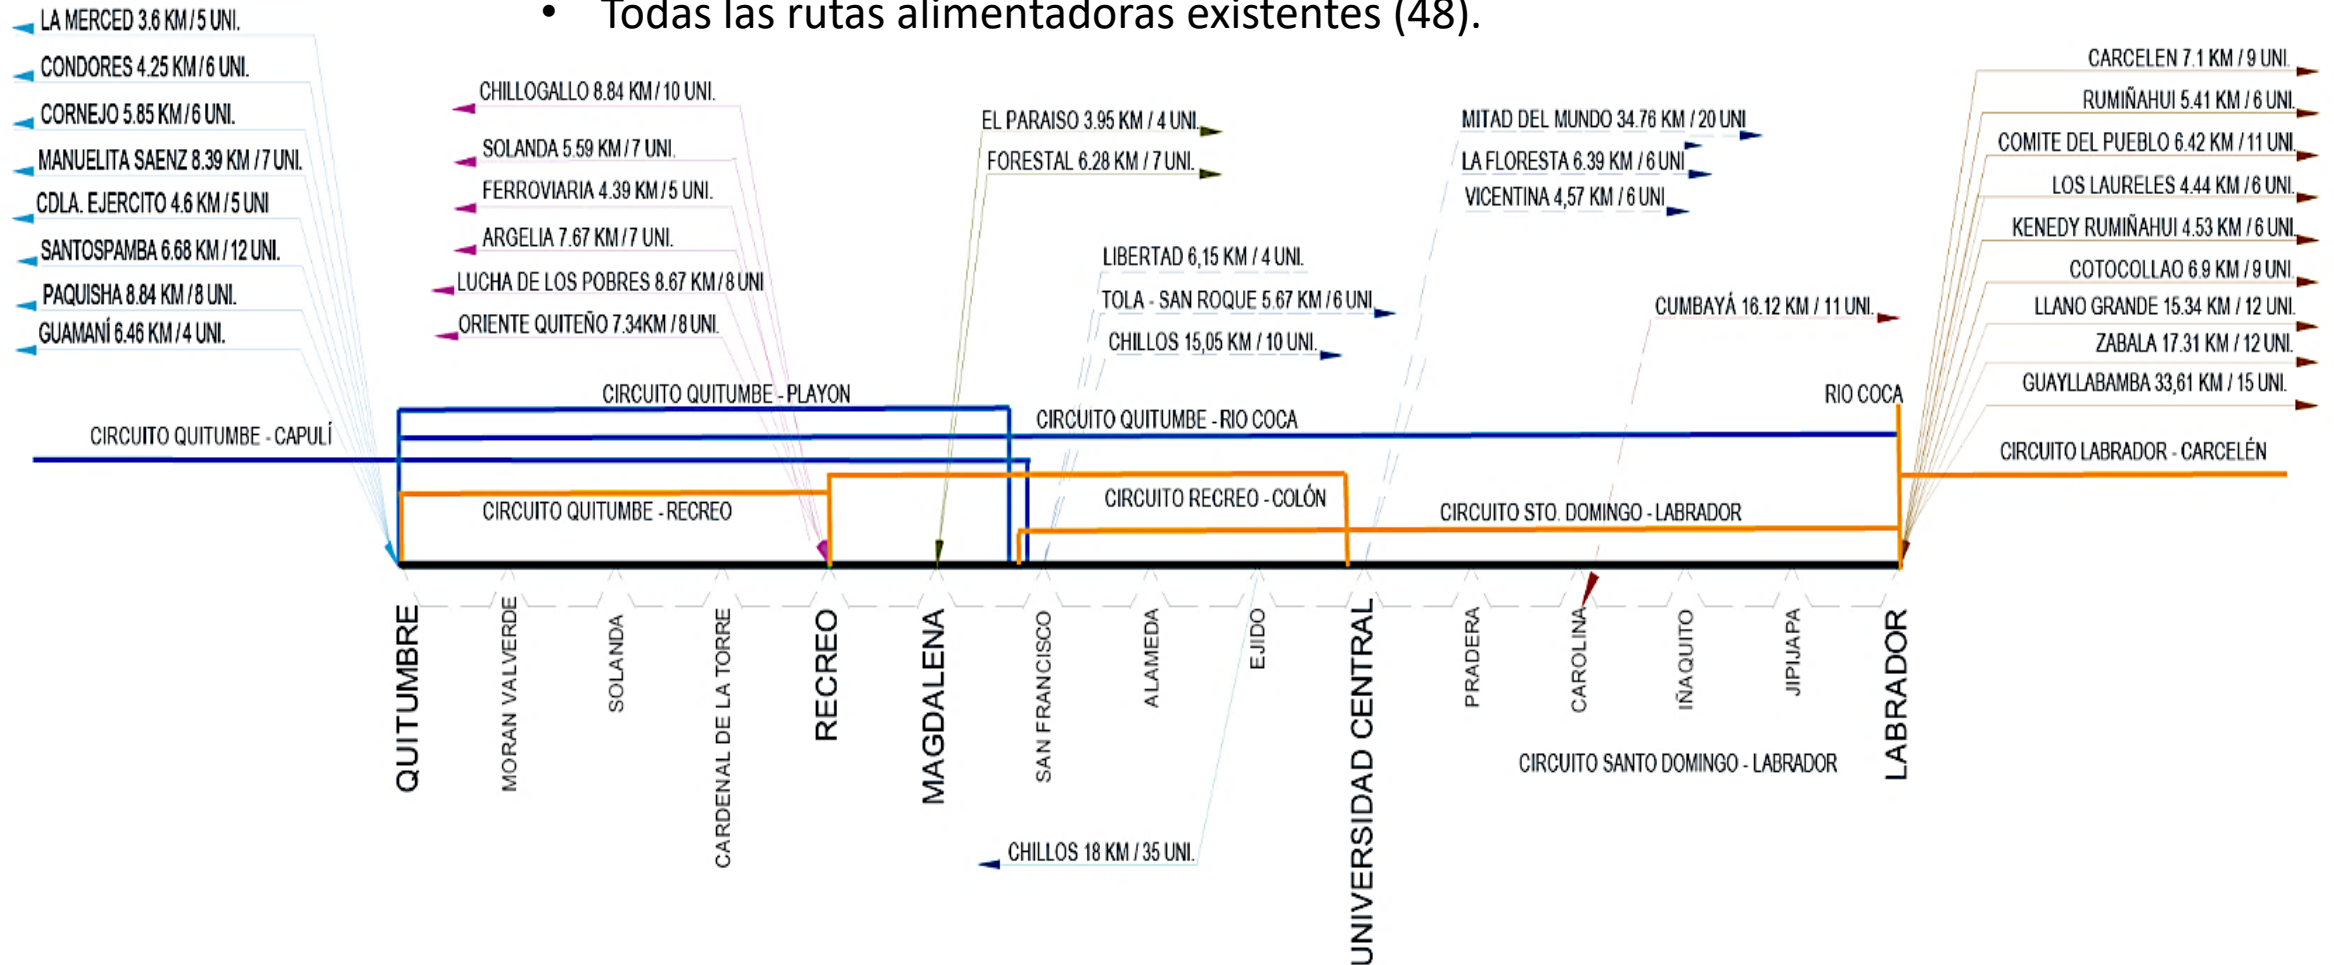 • Todas las rutas alimentadoras existentes (48).
LA MERCED 3.6 KM / 5 UNI.
CONDORES 4.25 KM / 6 UNI.
CORNEJO 5.85 KM / 6 UNI.
MANUELITA SAENZ 8.39 KM / 7 UNI.
CDLA. EJERCITO 4.6 KM / 5 UNI
SANTOSPAMBA 6.68 KM / 12 UNI.
PAQUISHA 8.84 KM / 8 UNI.
GUAMANÍ 6.46 KM / 4 UNI.
CHILLOGALLO 8.84 KM / 10 UNI.
SOLANDA 5.59 KM / 7 UNI.
FERROVIARIA 4.39 KM / 5 UNI.
ARGELIA 7.67 KM / 7 UNI.
LUCHA DE LOS POBRES 8.67 KM / 8 UNI
ORIENTE QUITEÑO 7.34KM / 8 UNI.
EL PARAISO 3.95 KM / 4 UNI.
FORESTAL 6.28 KM / 7 UNI.
LIBERTAD 6,15 KM / 4 UNI.
TOLA - SAN ROQUE 5.67 KM / 6 UNI.
CHILLOS 15,05 KM / 10 UNI.
MITAD DEL MUNDO 34.76 KM / 20 UNI
LA FLORESTA 6.39 KM / 6 UNI
VICENTINA 4,57 KM / 6 UNI
CUMBAYÁ 16.12 KM / 11 UNI.
CARCELEN 7.1 KM / 9 UNI.
RUMIÑAHUI 5.41 KM / 6 UNI.
COMITE DEL PUEBLO 6.42 KM / 11 UNI.
LOS LAURELES 4.44 KM / 6 UNI.
KENEDY RUMIÑAHUI 4.53 KM / 6 UNI.
COTOCOLLAO 6.9 KM / 9 UNI.
LLANO GRANDE 15.34 KM / 12 UNI.
ZABALA 17.31 KM / 12 UNI.
GUAYLLABAMBA 33,61 KM / 15 UNI.
CIRCUITO QUITUMBE - PLAYON
RIO COCA
CIRCUITO QUITUMBE - CAPULÍ
CIRCUITO QUITUMBE - RIO COCA
CIRCUITO LABRADOR - CARCELÉN
CIRCUITO QUITUMBE - RECREO
CIRCUITO RECREO - COLÓN
CIRCUITO STO. DOMINGO - LABRADOR
QUITUMBRE
MORAN VALVERDE
SOLANDA
CARDENAL DE LA TORRE
RECREO
MAGDALENA
SAN FRANCISCO
ALAMEDA
EJIDO
UNIVERSIDAD CENTRAL
PRADERA
CAROLINA
IÑAQUITO
JIPIJAPA
LABRADOR
CIRCUITO SANTO DOMINGO - LABRADOR
CHILLOS 18 KM / 35 UNI.